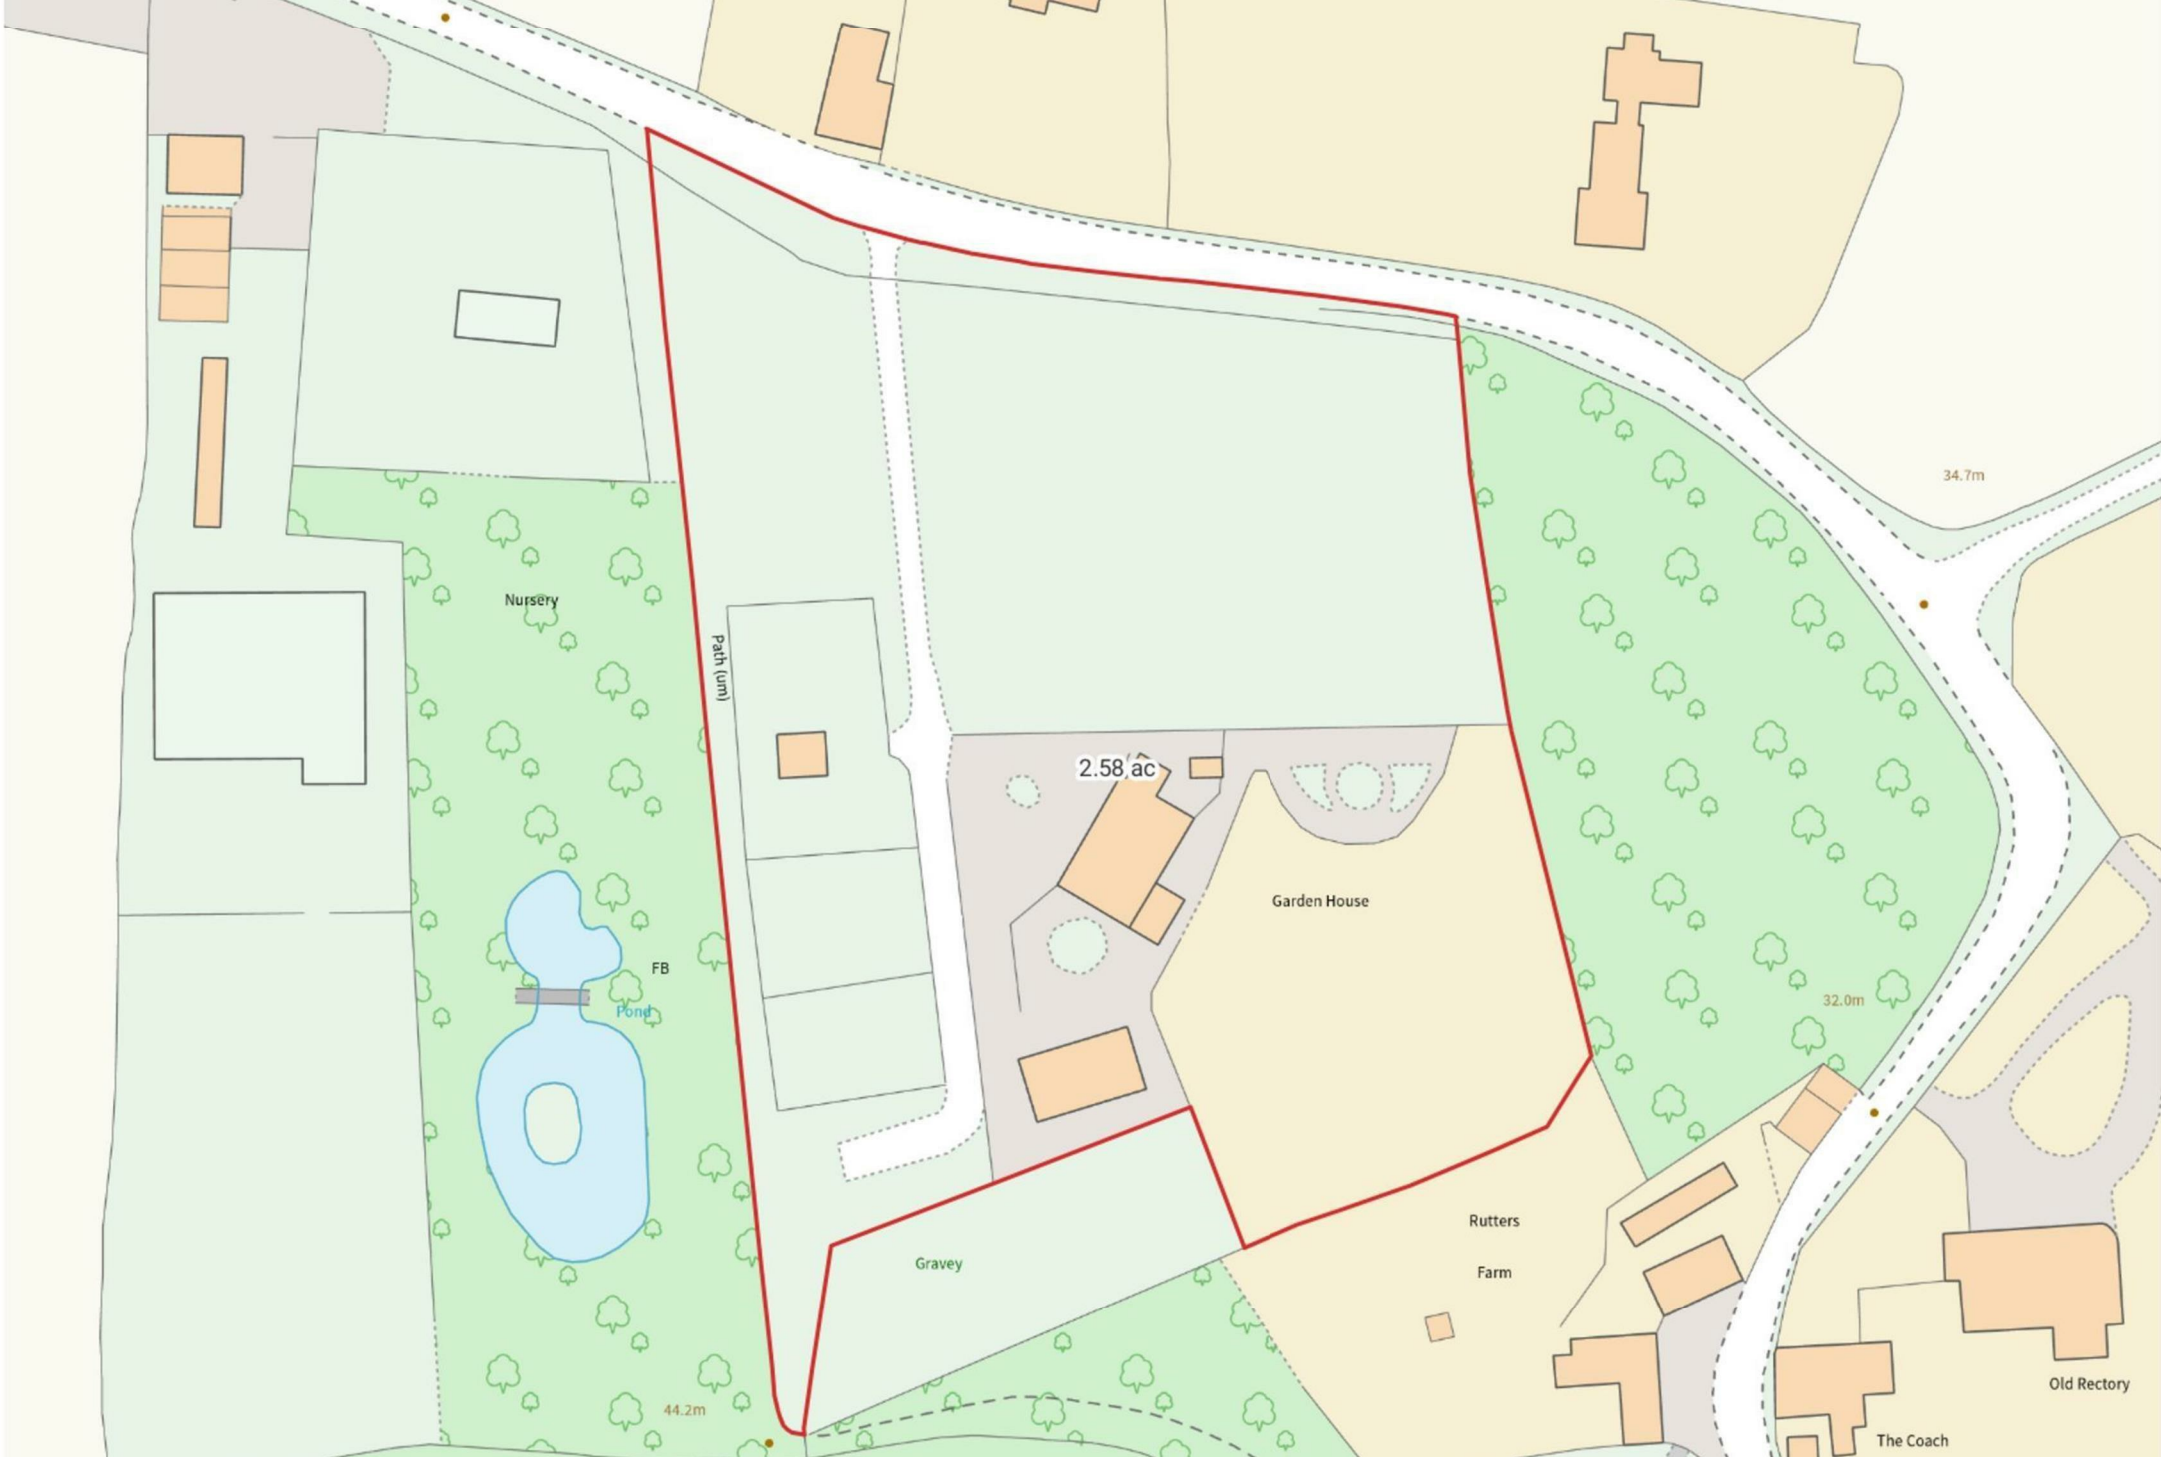 34.7m
Nursery
Path (um)
2.58 ac
Garden House
FB
Pond
32.0m
Rutters
Farm
Gravey
44.2m
Old Rectory
The Coach